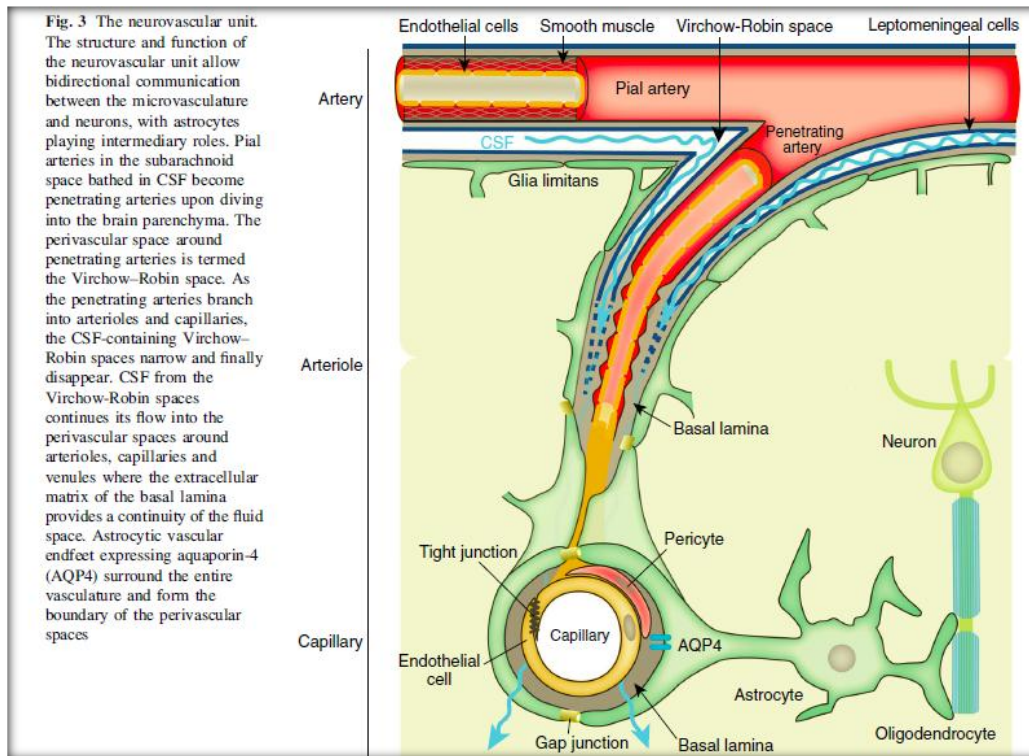 Fig. 3 The neurovascular unit.
The structure and function of
the neurovascular unit allow
bidirectional communication
between the microvasculature
and neurons, with astrocytes
playing intermediary roles. Pial
arteries in the subarachnoid
space bathed in CSF become
penetrating arteries upon diving
into the brain parenchyma. The
perivascular space around
penetrating arteries is termed
the Virchow–Robin space. As
the penetrating arteries branch
into arterioles and capillaries,
the CSF-containing Virchow–
Robin spaces narrow and finally
disappear. CSF from the
Virchow-Robin spaces
continues its flow into the
perivascular spaces around
arterioles, capillaries and
venules where the extracellular
matrix of the basal lamina
provides a continuity of the fluid
space. Astrocytic vascular
endfeet expressing aquaporin-4
(AQP4) surround the entire
vasculature and form the
boundary of the perivascular
spaces
Artery
Arteriole
Capillary
Endothelial cells
Smooth muscle
Virchow-Robin space
Leptomeningeal cells
Pial artery
Penetrating
artery
CSF
Glia limitans
Basal lamina
Neuron
Tight junction
Pericyte
Capillary
AQP4
Endothelial
cell
Astrocyte
Oligodendrocyte
Gap junction
Basal lamina